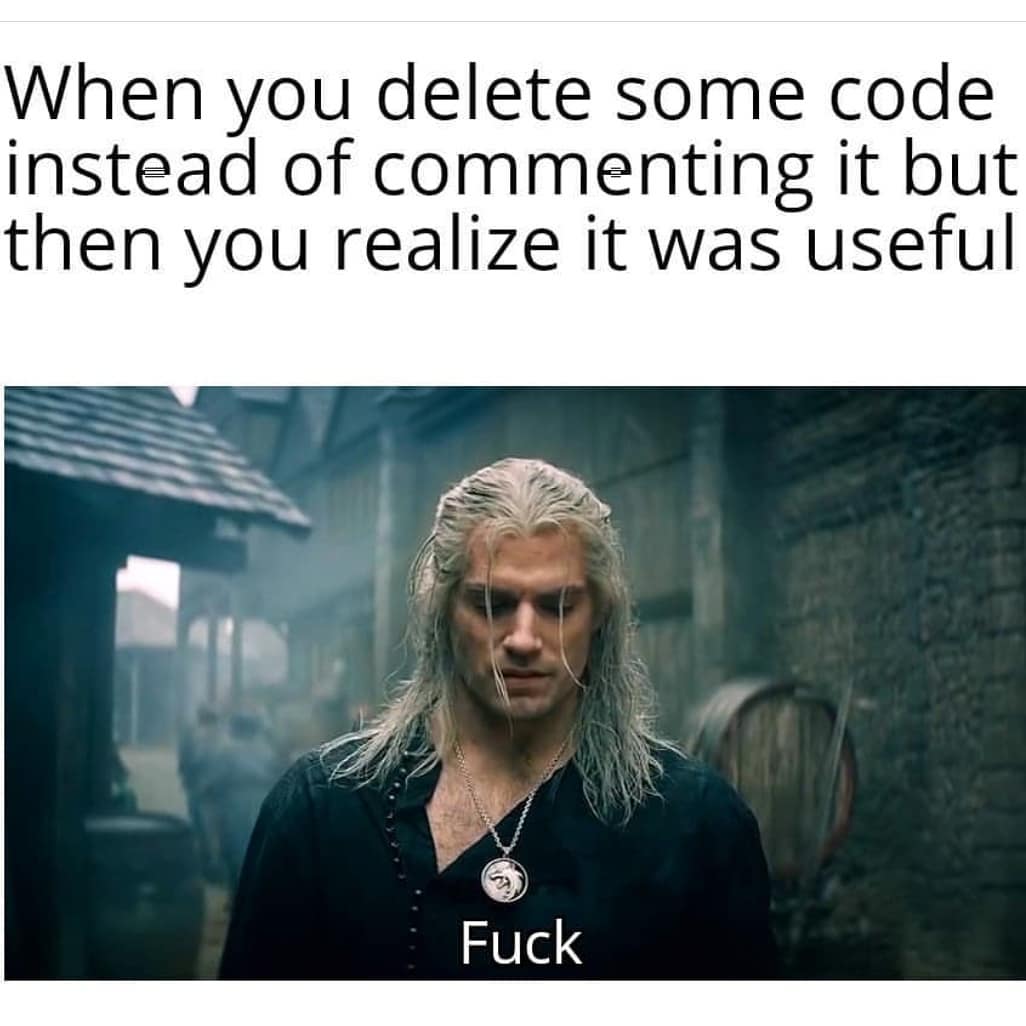 When you delete some code
instead of commenting it but
then you realize it was useful
Fuck